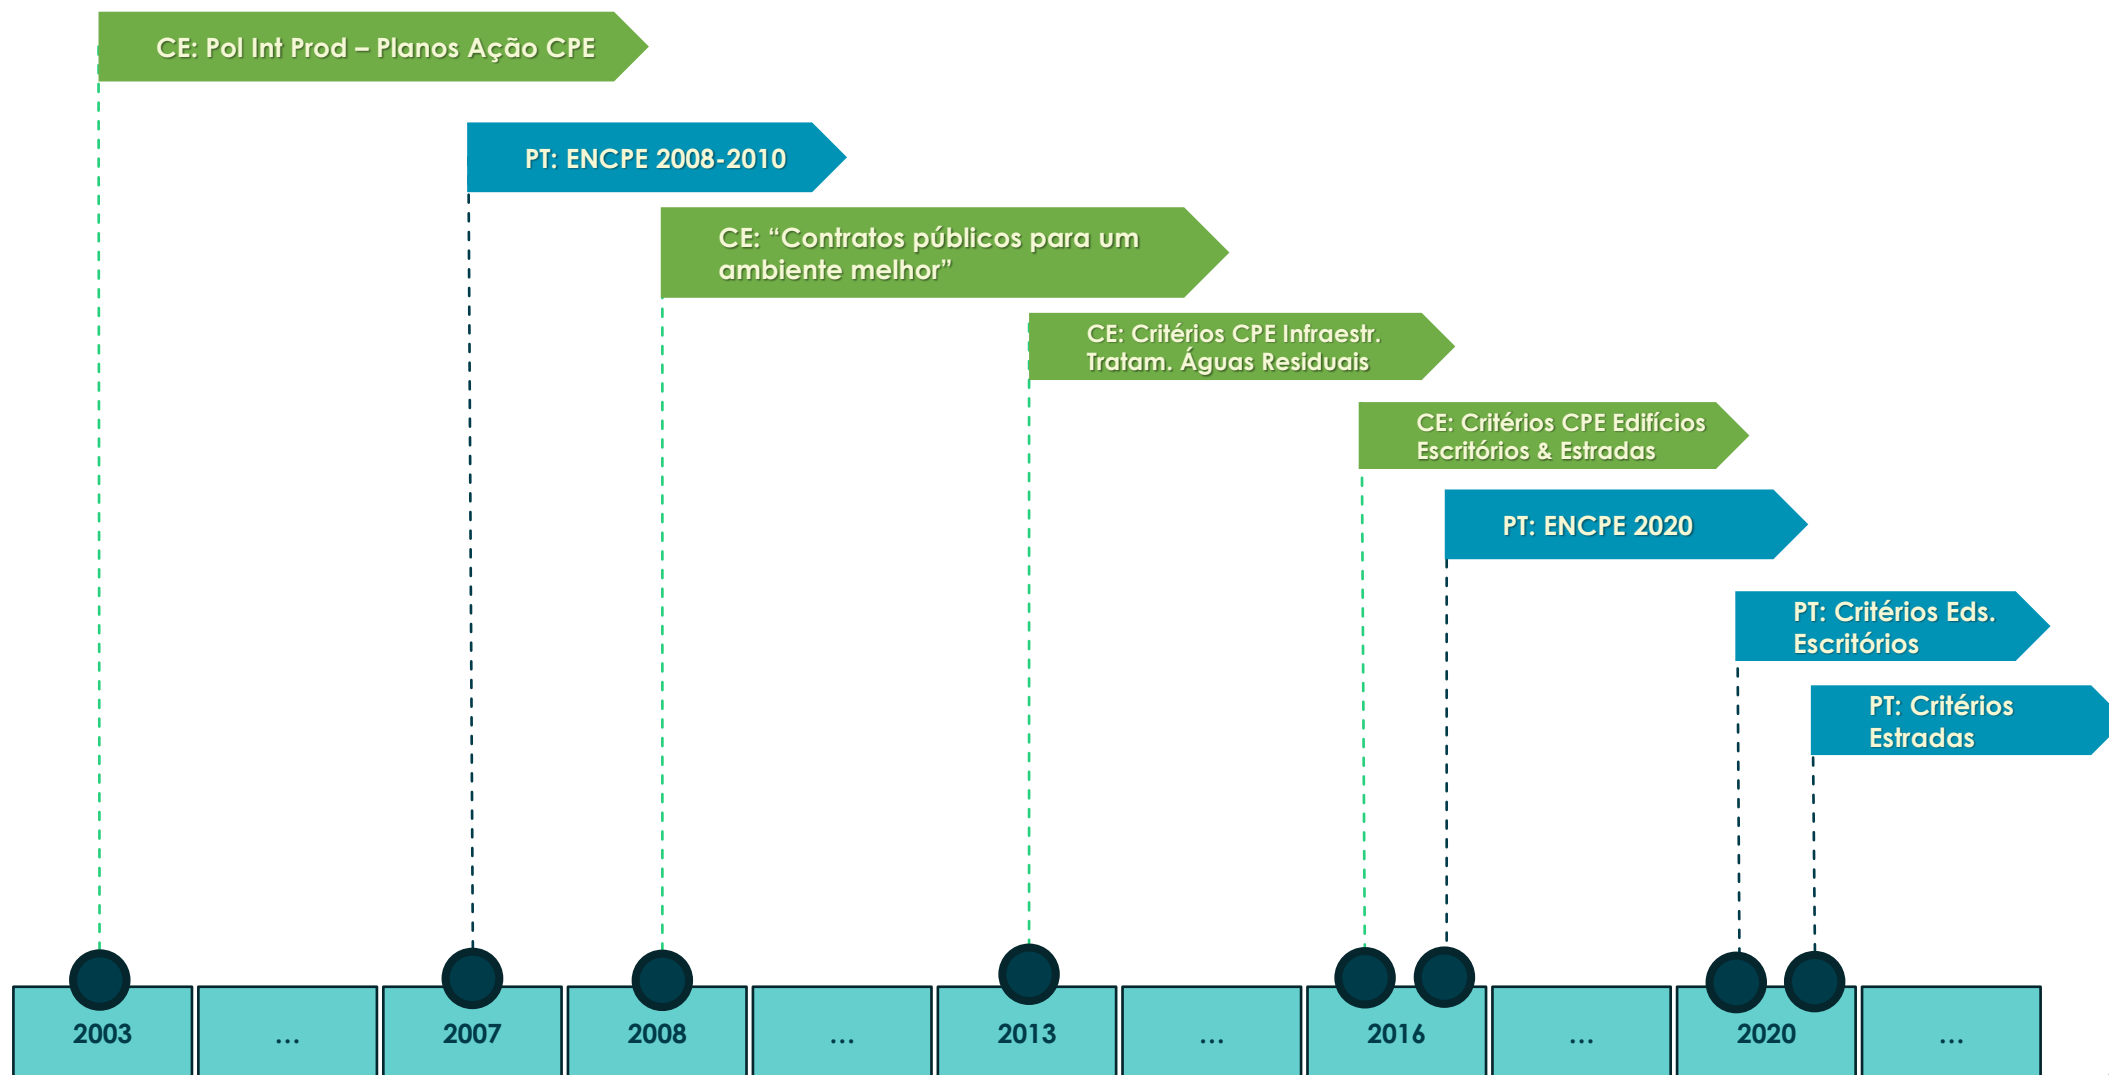 CE: Pol Int Prod – Planos Ação CPE
PT: ENCPE 2008-2010
CE: “Contratos públicos para um
ambiente melhor”
CE: Critérios CPE Infraestr.
Tratam. Águas Residuais
CE: Critérios CPE Edifícios
Escritórios & Estradas
PT: ENCPE 2020
PT: Critérios Eds.
Escritórios
PT: Critérios
Estradas
2003
...
2007
2008
...
2013
...
2016
...
2020
...